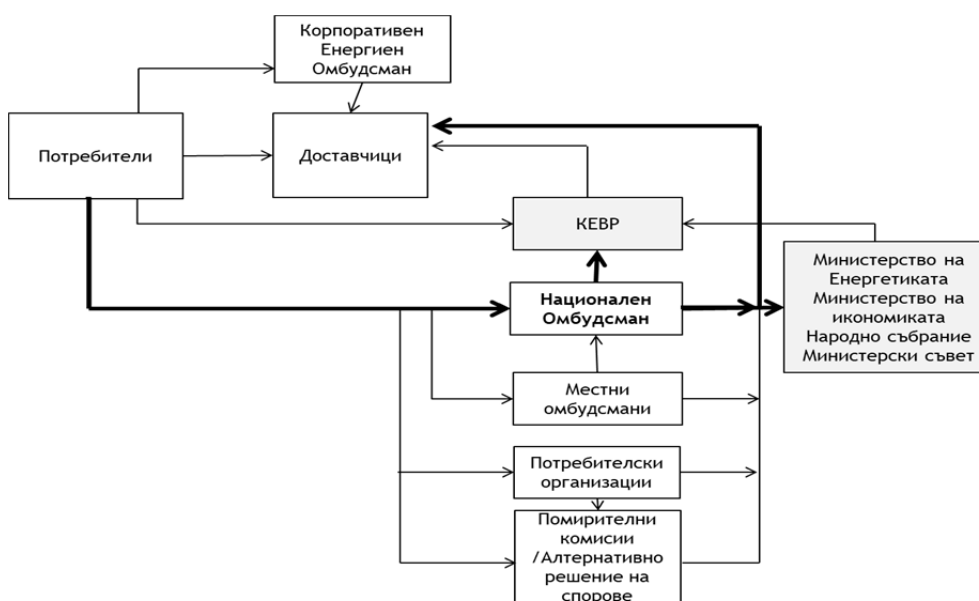 Корпоративен
Енергиен
Омбудсман
Потребители
Доставчици
КЕВР
Министерство на
Енергетиката
Министерство на
икономиката
Народно събрание
Министерски съвет
Национален
Омбудсман
Местни
омбудсмани
Потребителски
организации
Помирителни
комисии
/Алтернативно
решение на
спорове